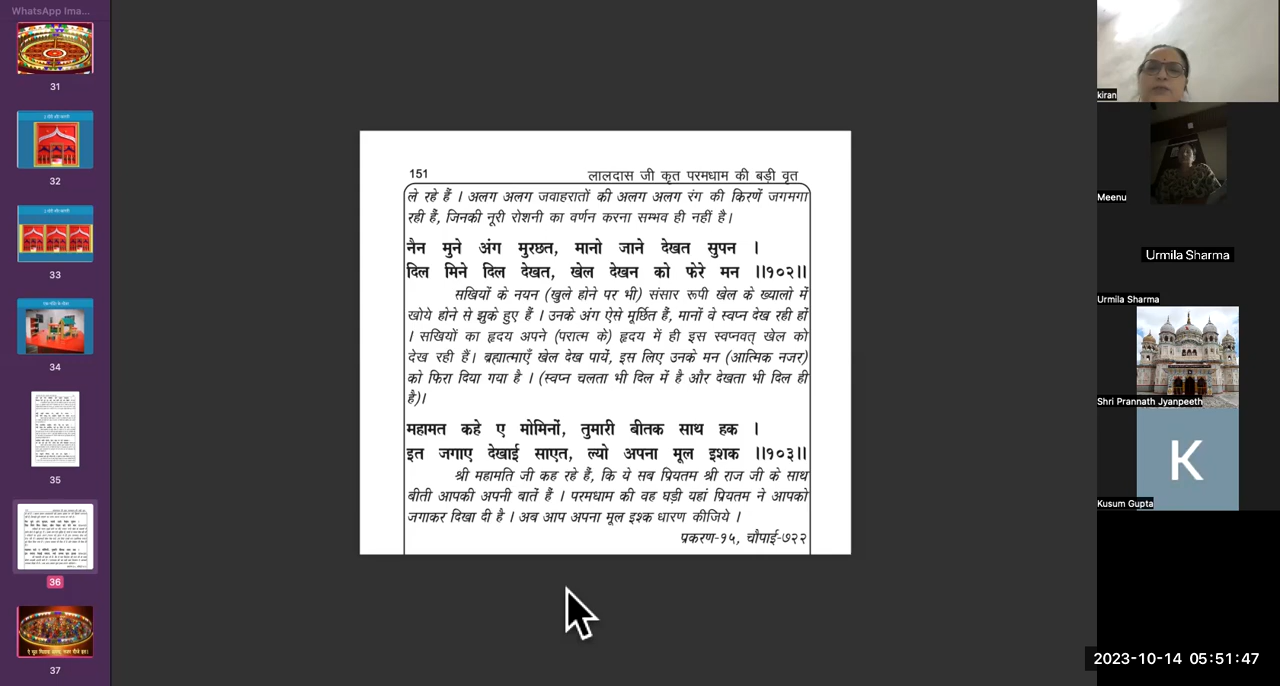 WhatsApp Ima...
31
32
33
34
35
36
37
151
लालदास जी कृत परमधाम की बड़ी वृत
ले रहे हैं । अलग अलग जवाहरातों की अलग अलग रंग की किरणें जगमगा
रही हैं, जिनकी नूरी रोशनी का वर्णन करना सम्भव ही नहीं है।
नैन मुने अंग मुरछत, मानो जाने देखत सुपन ।
दिल मिने दिल देखत, खेल देखन को फेरे मन ।।१०२।।
सखियों के नयन (खुले होने पर भी) संसार रूपी खेल के ख्यालो में
खोये होने से झुके हुए हैं । उनके अंग ऐसे मूर्छित हैं, मानों वे स्वप्न देख रही हों
। सखियों का हृदय अपने (परात्म के) हृदय में ही इस स्वप्नवत् खेल को
देख रही हैं। ब्रह्मात्माएँ खेल देख पायें, इस लिए उनके मन (आत्मिक नजर)
को फिरा दिया गया है । (स्वप्न चलता भी दिल में है और देखता भी दिल ही
है)।
महामत कहे ए मोमिनों, तुमारी बीतक साथ हक ।
इत जगाए देखाई साएत, ल्यो अपना मूल इशक ।।१०३।।
श्री महामति जी कह रहे हैं, कि ये सब प्रियतम श्री राज जी के साथ
बीती आपकी अपनी बातें हैं । परमधाम की वह घड़ी यहां प्रियतम ने आपको
जगाकर दिखा दी है । अब आप अपना मूल इश्क धारण कीजिये ।
प्रकरण-१५, चौपाई-७२२
kiran
Meenu
Urmila Sharma
Urmila Sharma
Shri Prannath Jyanpeeth
K
Kusum Gupta
2023-10-14 05:51:47